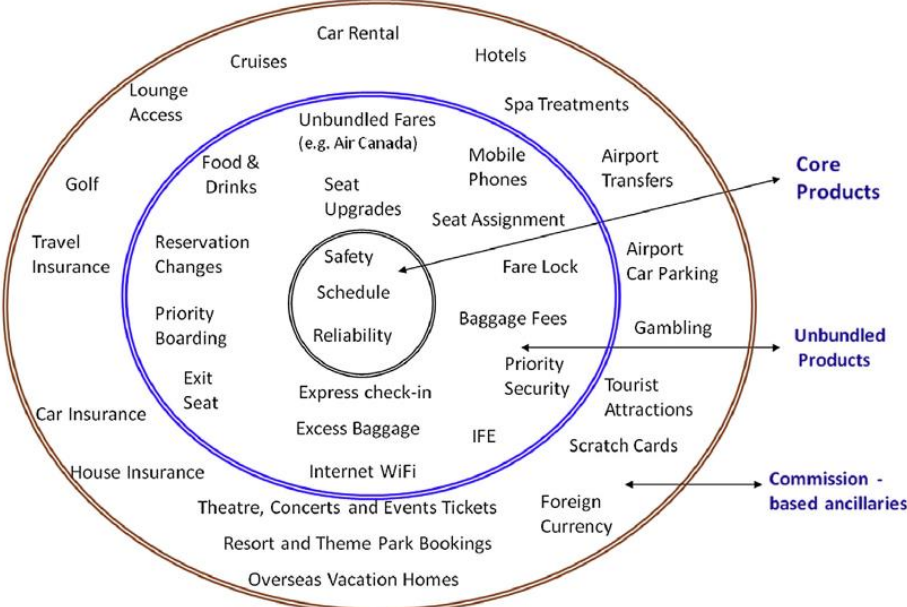 Car Rental
Cruises
Hotels
Lounge
Access
Spa Treatments
Unbundled Fares
(e.g. Air Canada)
Food &
Drinks
Mobile
Phones
Airport
Transfers
Core
Products
Golf
Seat
Upgrades
Seat Assignment
Travel
Insurance
Reservation
Changes
Safety
Schedule
Reliability
Fare Lock
Airport
Car Parking
Priority
Boarding
Baggage Fees
Gambling
Unbundled
Products
Exit
Seat
Express check-in
Priority
Security
Tourist
Attractions
Car Insurance
Excess Baggage
IFE
Scratch Cards
House Insurance
Internet WiFi
Commission -
based ancillaries
Theatre, Concerts and Events Tickets
Foreign
Currency
Resort and Theme Park Bookings
Overseas Vacation Homes